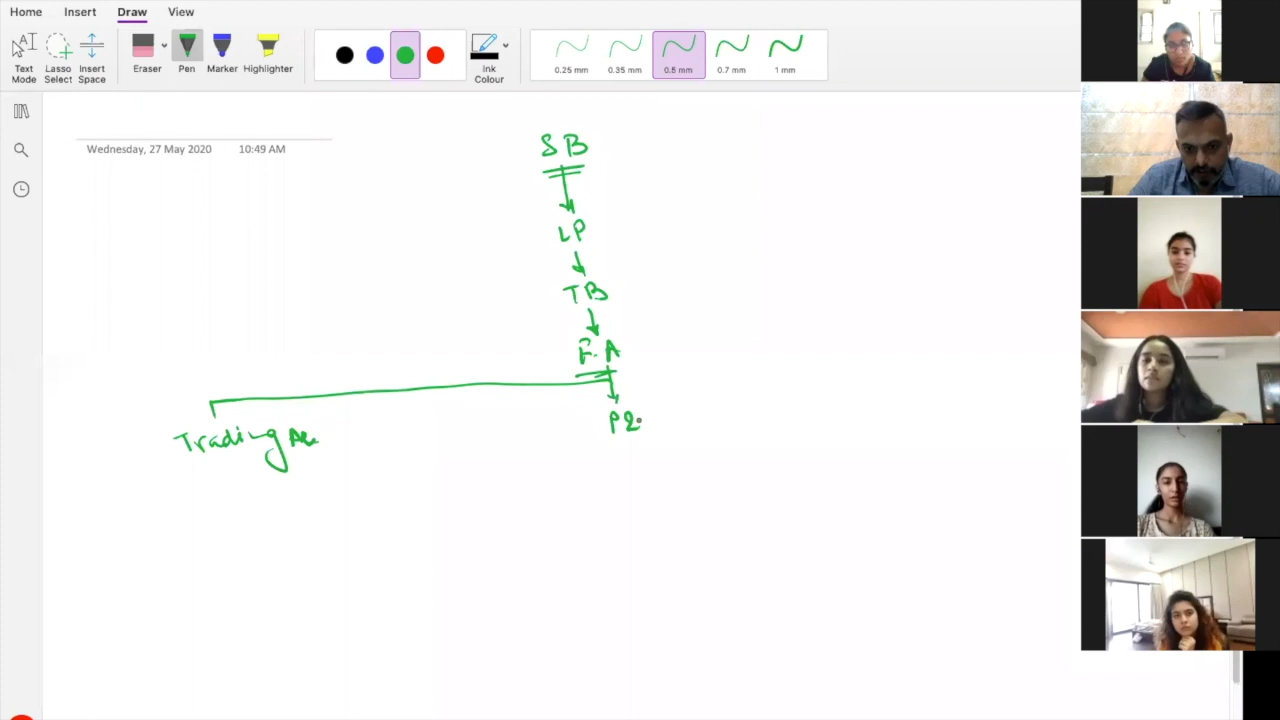 Home Insert Draw View
Text Mode
Lasso Select
Insert Space
Eraser
Pen
Marker
Highlighter
Ink Colour
0.25 mm
0.35 mm
0.5 mm
0.7 mm
1 mm
Wednesday, 27 May 2020 10:49 AM
SB
LP
TB
F.A
Trading